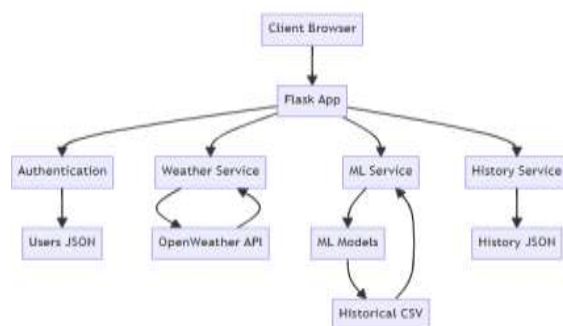 Client Browser
Flask App
Authentication
Weather Service
ML Service
History Service
Users JSON
OpenWeather API
ML Models
History JSON
Historical CSV